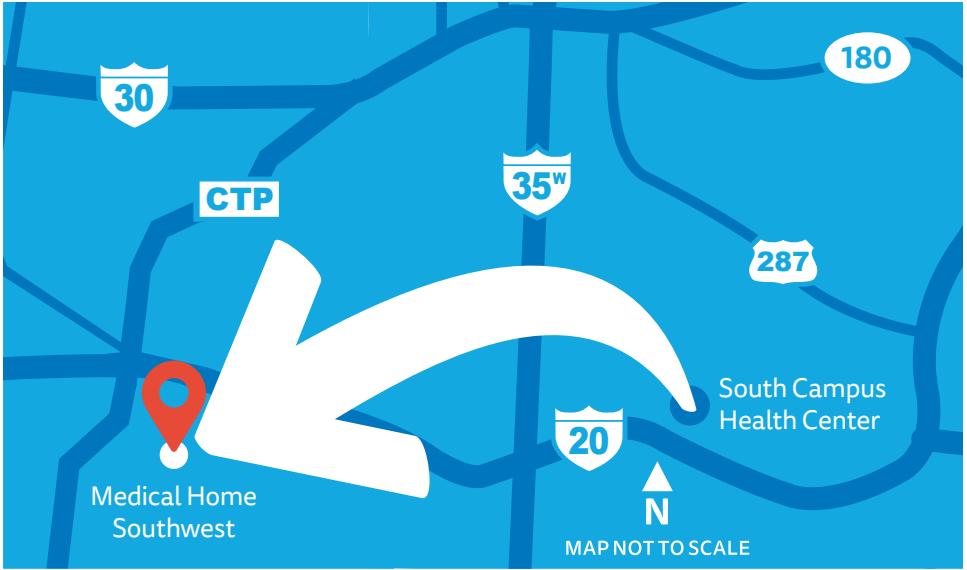 180
30
35W
CTP
287
South Campus
Health Center
20
Medical Home
Southwest
N
MAP NOT TO SCALE